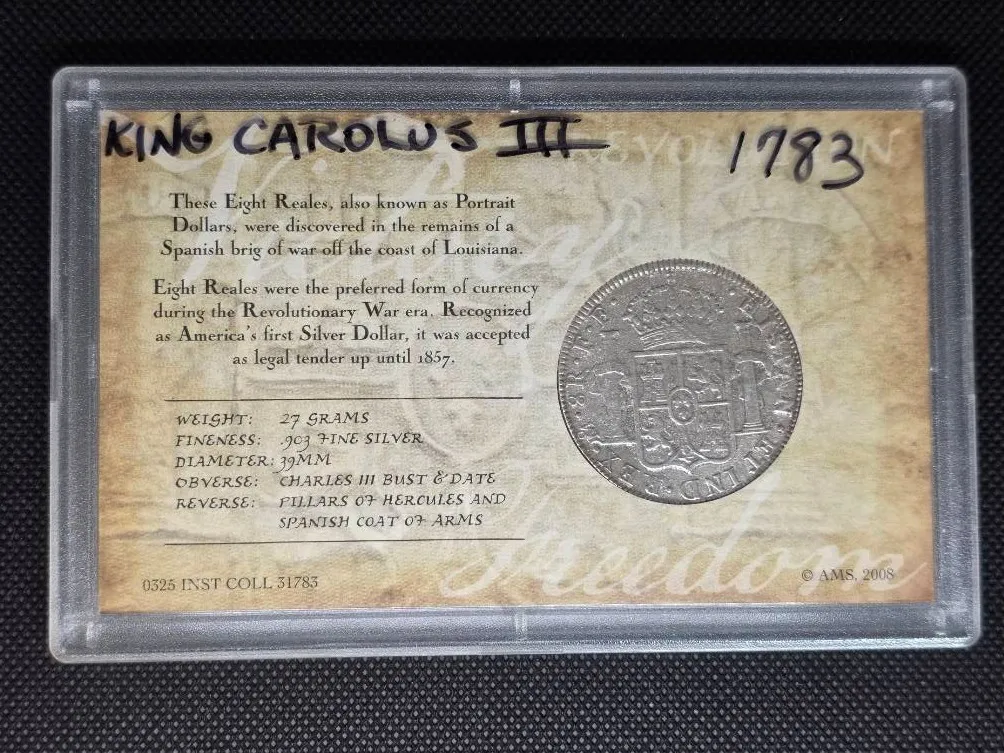 KING CAROLUS III
1783
These Eight Reales, also known as Portrait
Dollars, were discovered in the remains of a
Spanish brig of war off the coast of Louisiana.
Eight Reales were the preferred form of currency
during the Revolutionary War era. Recognized
as America's first Silver Dollar, it was accepted
as legal tender up until 1857.
WEIGHT: 27 GRAMS
FINENESS: .903 FINE SILVER
DIAMETER: 39MM
OBVERSE: CHARLES III BUST & DATE
REVERSE: PILLARS OF HERCULES AND
SPANISH COAT OF ARMS
0325 INST COLL 31783
© AMS, 2008
Freedom